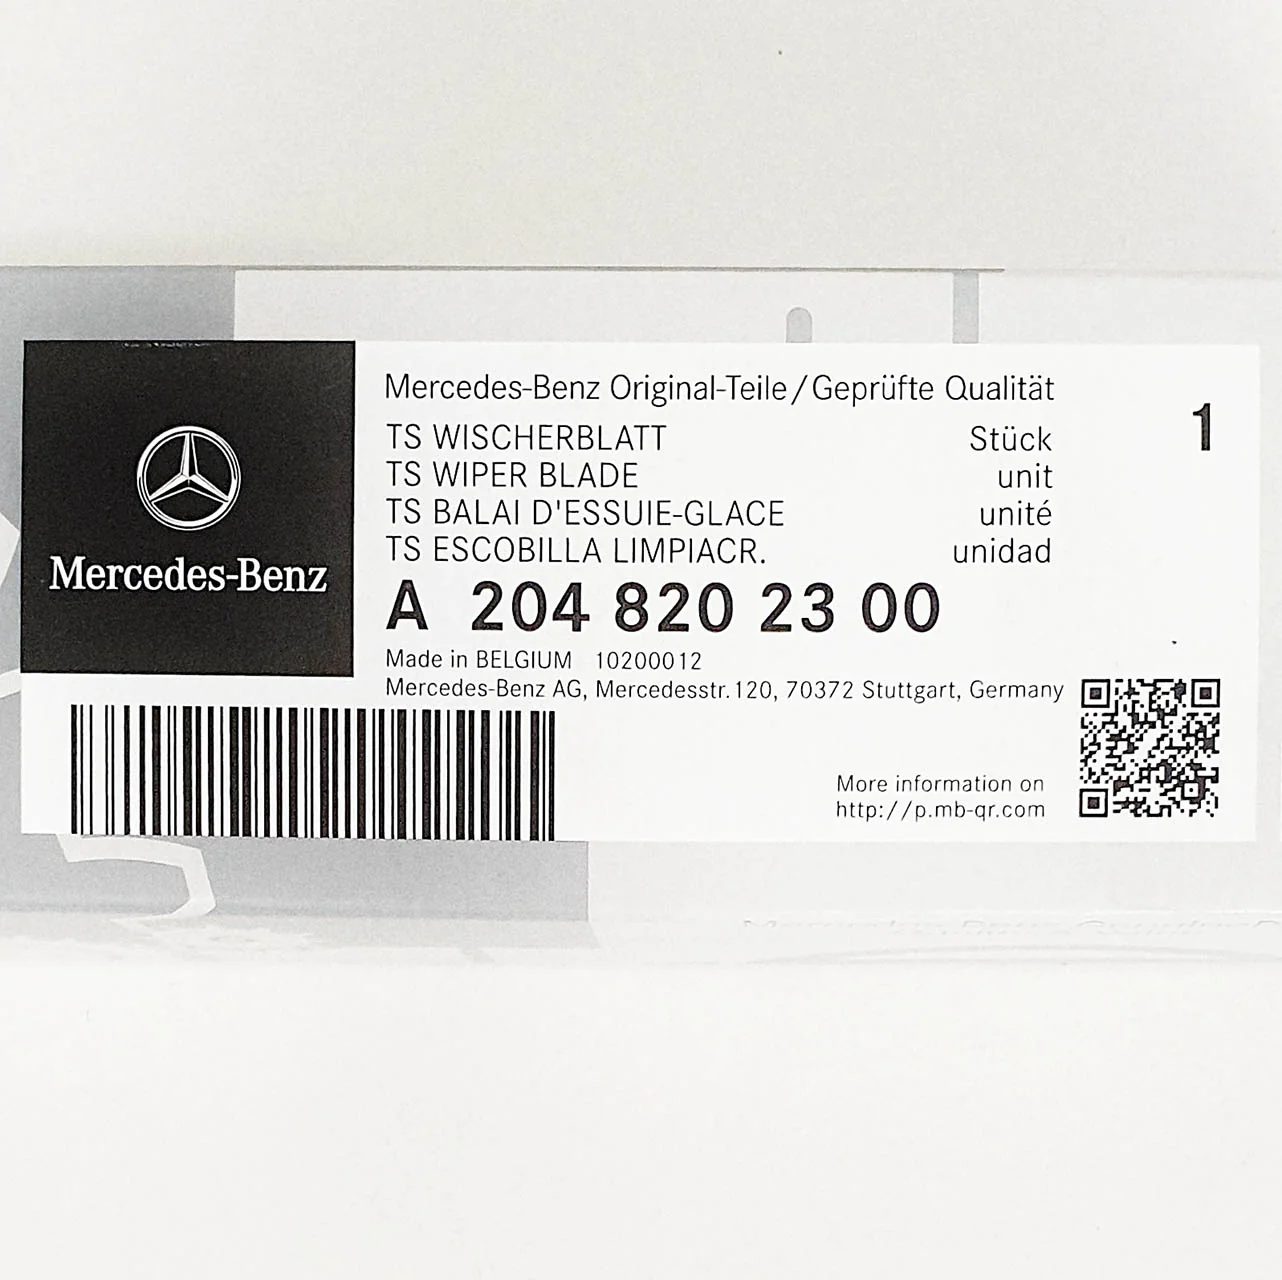 Mercedes-Benz
Mercedes-Benz Original-Teile/Geprüfte Qualität
TS WISCHERBLATT Stück 1
TS WIPER BLADE unit
TS BALAI D'ESSUIE-GLACE unité
TS ESCOBILLA LIMPIACR. unidad
A 204 820 23 00
Made in BELGIUM 10200012
Mercedes-Benz AG, Mercedesstr. 120, 70372 Stuttgart, Germany
More information on
http://p.mb-qr.com